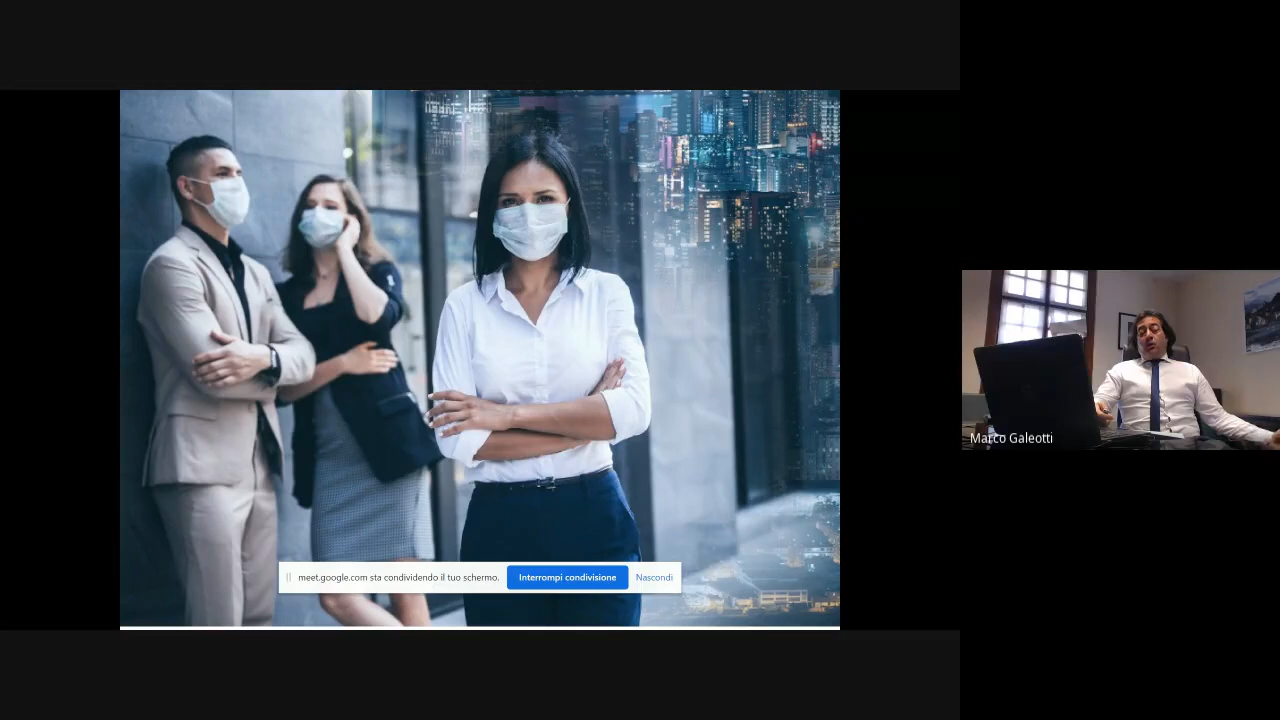 meet.google.com sta condividendo il tuo schermo.
Interrompi condivisione
Nascondi
Marco Galeotti